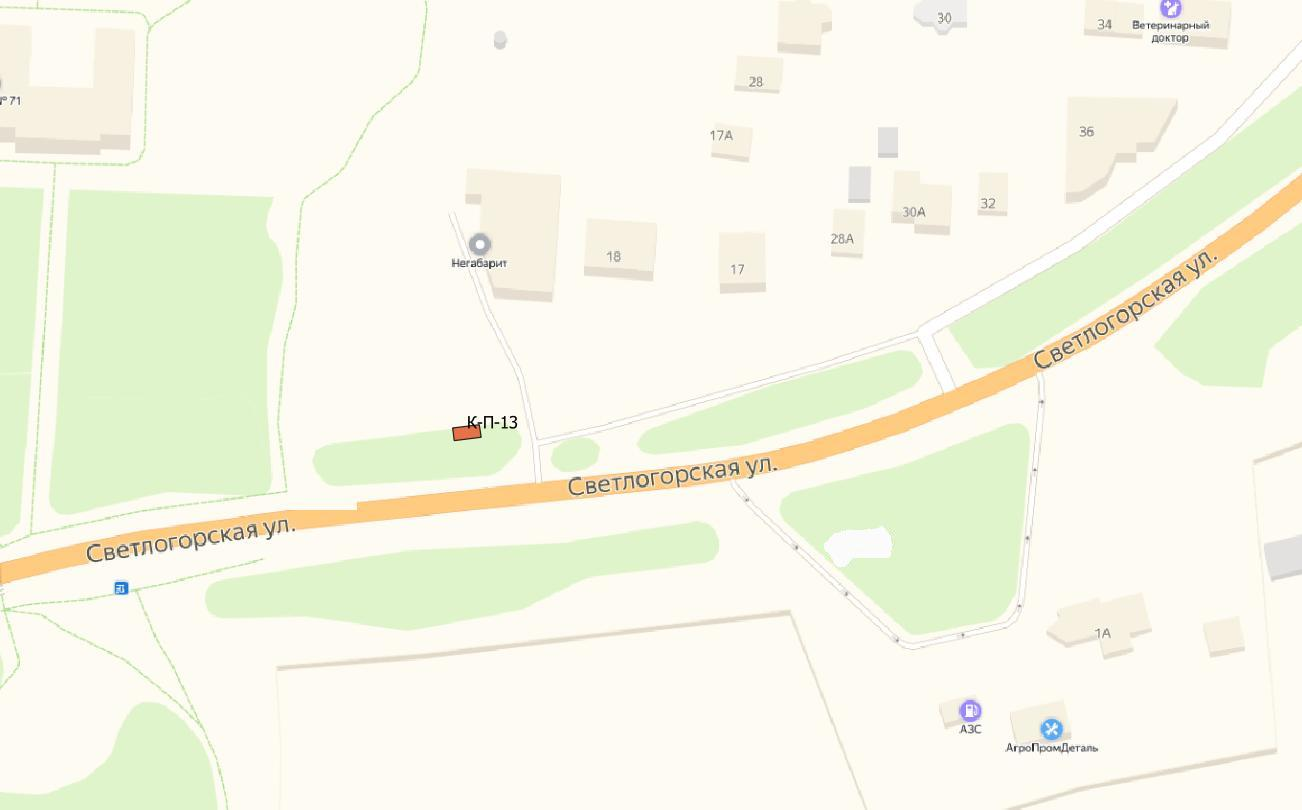 30
34
Ветеринарный
доктор
28
№ 71
17А
36
30А
32
28А
Негабарит
18
17
Светлогорская ул.
К-П-13
Светлогорская ул.
Светлогорская ул.
1А
АЗС
АгроПромДеталь